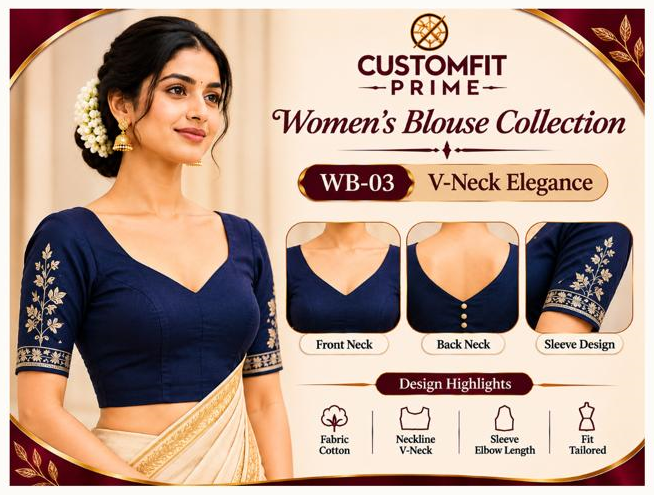 CUSTOMFIT
PRIME
Women's Blouse Collection
WB-03 V-Neck Elegance
Front Neck
Back Neck
Sleeve Design
Design Highlights
Fabric
Cotton
Neckline
V-Neck
Sleeve
Elbow Length
Fit
Tailored